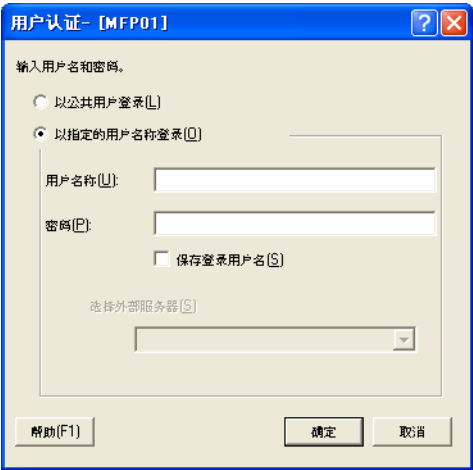 用户认证- [MFP01]
输入用户名和密码。
以公共用户登录(L)
以指定的用户名称登录(O)
用户名称(U):
密码(P):
保存登录用户名(S)
选择外部服务器(S)
帮助(F1)
确定
取消